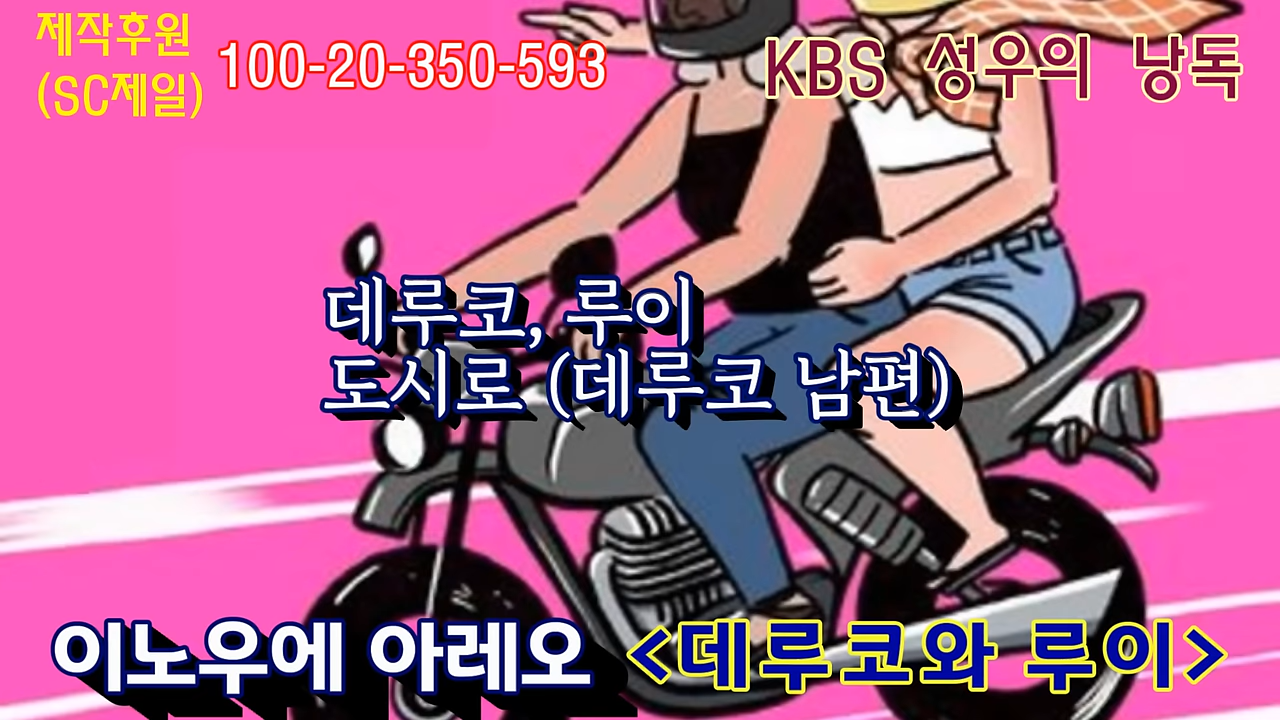 제작후원
(SC제일)
100-20-350-593
KBS 성우의 낭독
데루코, 루이
도시로 (데루코 남편)
이노우에 아레오 <데루코와 루이>